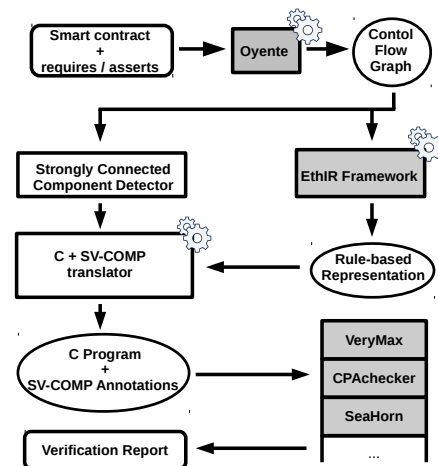 Smart contract
+
requires / asserts
Oyente
Contol
Flow
Graph
Strongly Connected
Component Detector
EthIR Framework
C + SV-COMP
translator
Rule-based
Representation
C Program
+
SV-COMP Annotations
VeryMax
CPAchecker
SeaHorn
...
Verification Report